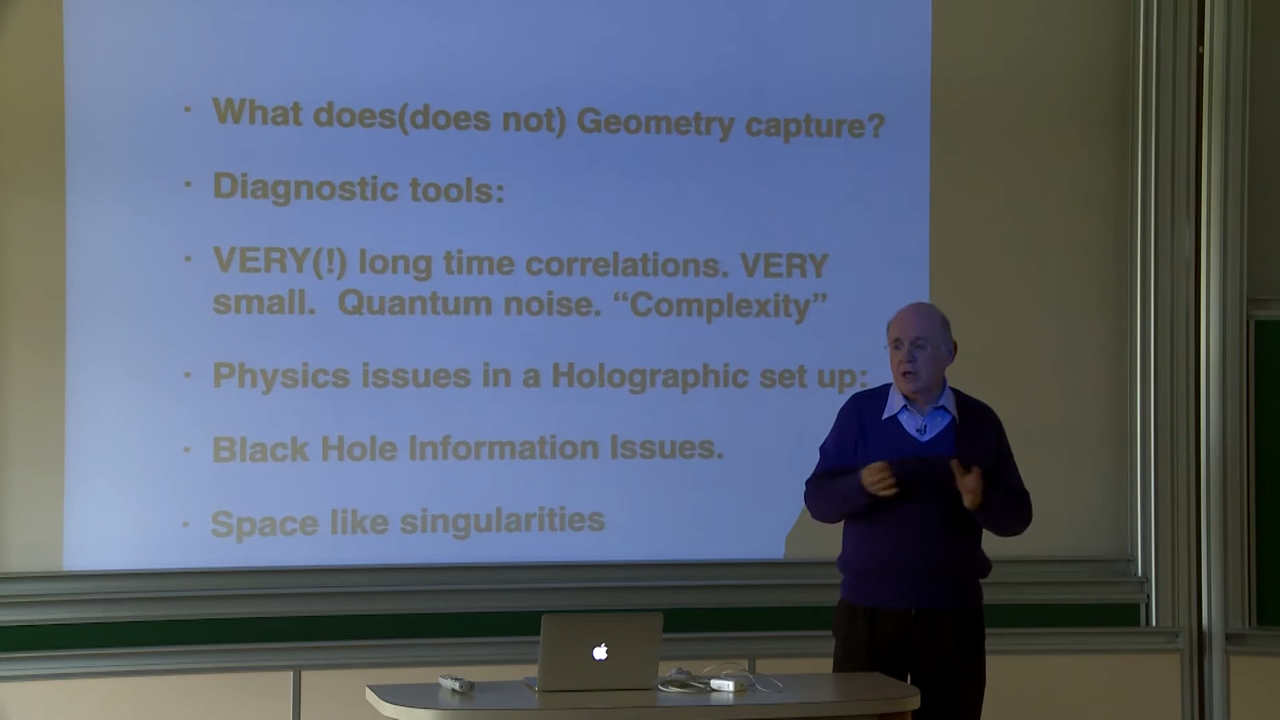 · What does(does not) Geometry capture?
· Diagnostic tools:
· VERY(!) long time correlations. VERY
small.  Quantum noise. “Complexity”
· Physics issues in a Holographic set up:
· Black Hole Information Issues.
· Space like singularities